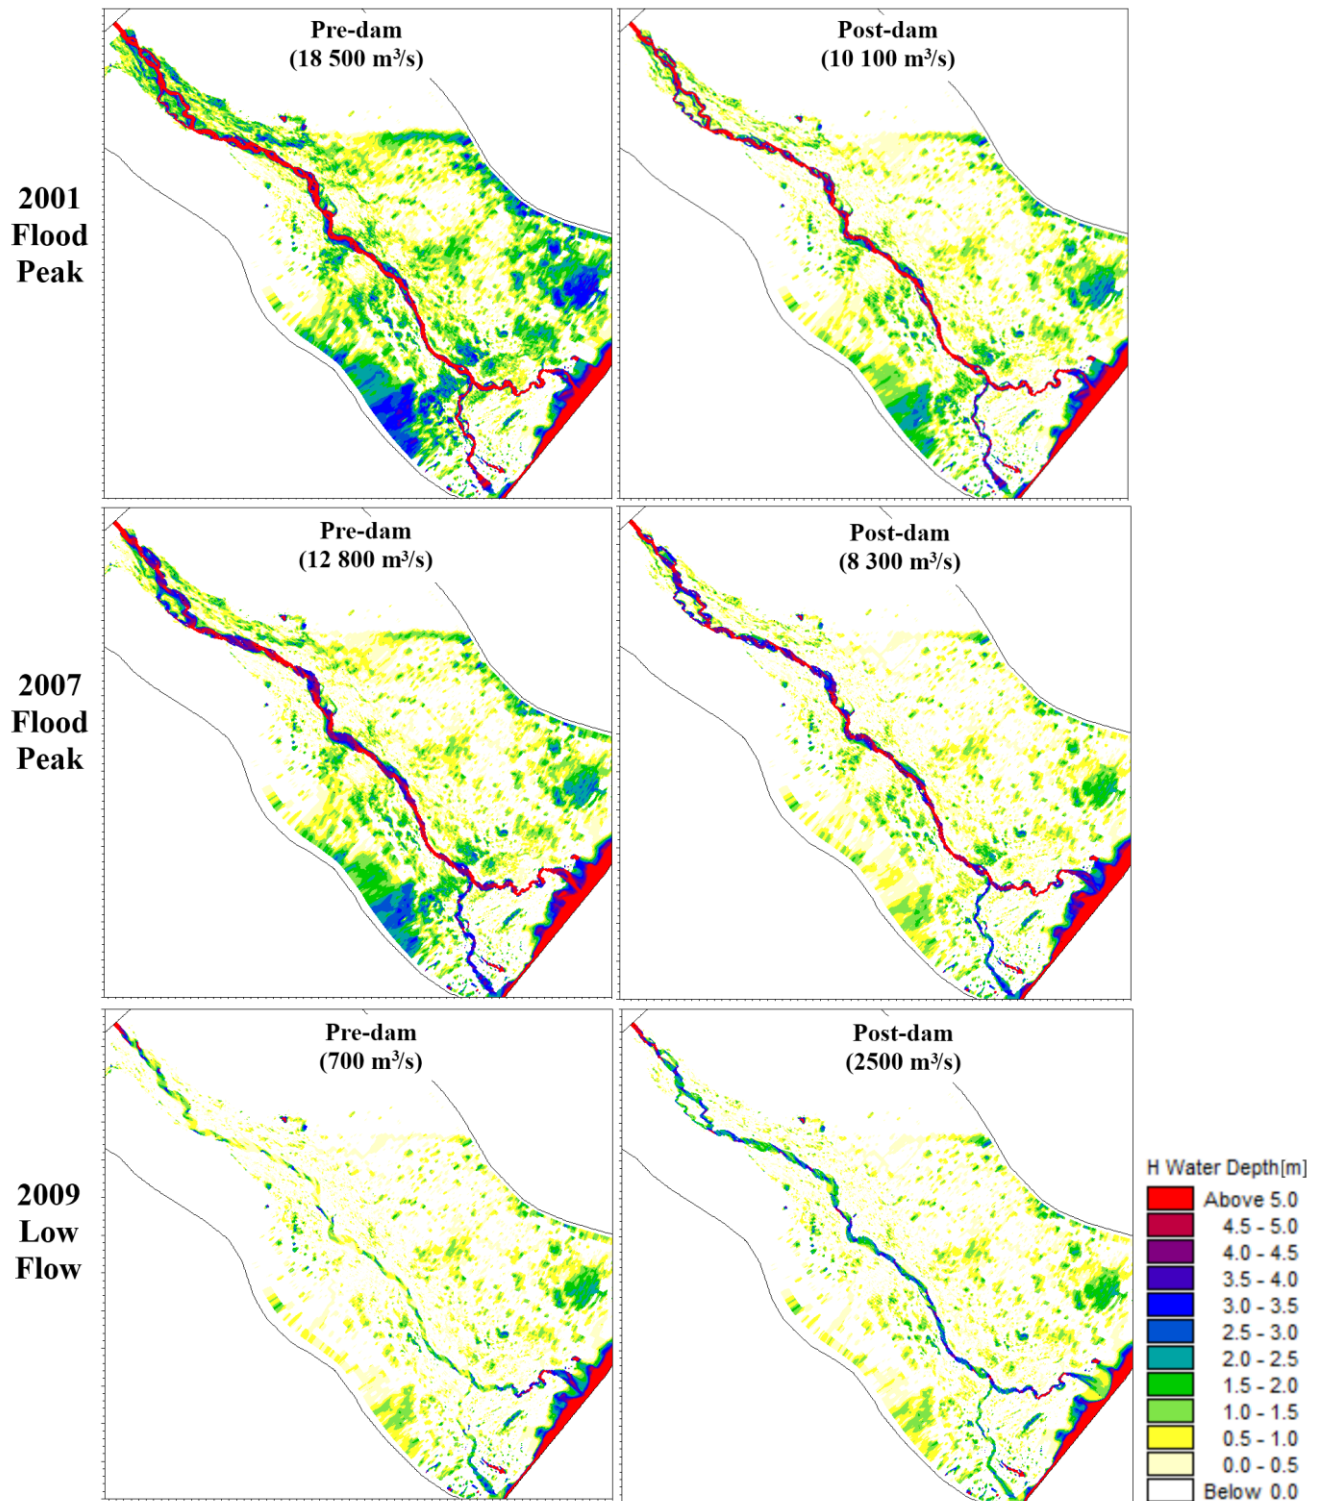 Pre-dam
(18 500 m³/s)
Post-dam
(10 100 m³/s)
2001
Flood
Peak
Pre-dam
(12 800 m³/s)
Post-dam
(8 300 m³/s)
2007
Flood
Peak
Pre-dam
(700 m³/s)
Post-dam
(2500 m³/s)
2009
Low
Flow
H Water Depth[m]
Above 5.0
4.5 - 5.0
4.0 - 4.5
3.5 - 4.0
3.0 - 3.5
2.5 - 3.0
2.0 - 2.5
1.5 - 2.0
1.0 - 1.5
0.5 - 1.0
0.0 - 0.5
Below 0.0